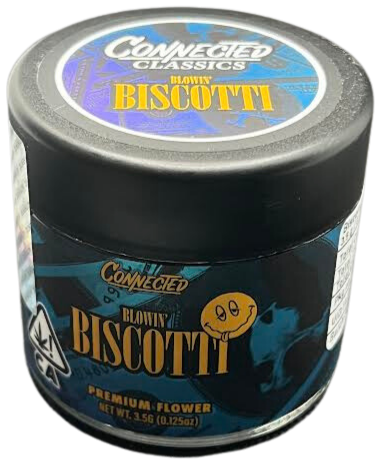 CONNECTED
CLASSICS
BLOWIN'
BISCOTTI
CONNECTED
BLOWIN'
BISCOTTI
CA
PREMIUM FLOWER
NET WT. 3.5G (0.125oz)